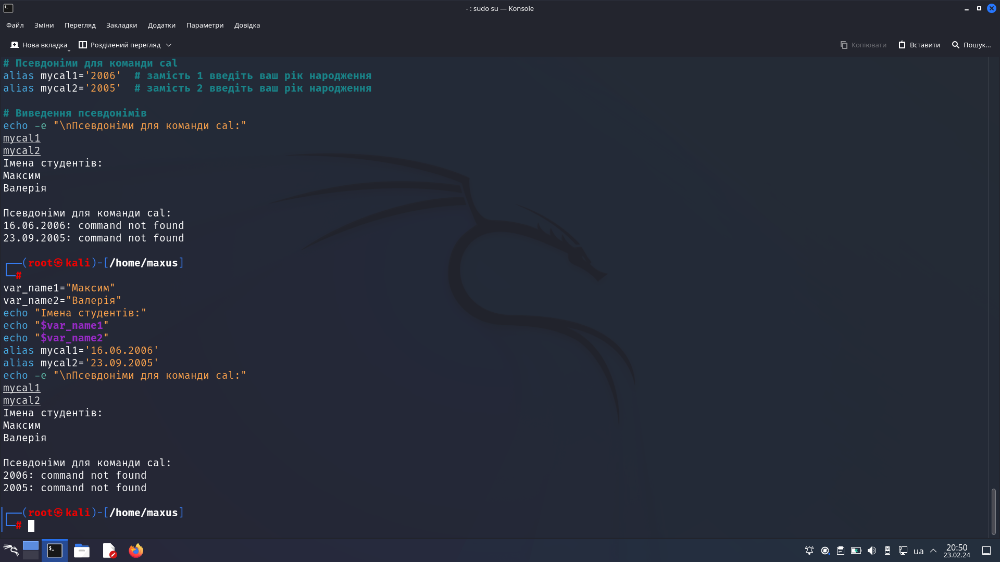 - : sudo su — Konsole
Файл Зміни Перегляд Закладки Додатки Параметри Довідка
Нова вкладка Розділений перегляд Копіювати Вставити Пошук...
# Псевдоніми для команди cal
alias mycal1='2006'  # замість 1 введіть ваш рік народження
alias mycal2='2005'  # замість 2 введіть ваш рік народження
# Виведення псевдонімів
echo -e "\nПсевдоніми для команди cal:"
mycal1
mycal2
Імена студентів:
Максим
Валерія
Псевдоніми для команди cal:
16.06.2006: command not found
23.09.2005: command not found
┌──(root㉿kali)-[/home/maxus]
└─#
var_name1="Максим"
var_name2="Валерія"
echo "Імена студентів:"
echo "$var_name1"
echo "$var_name2"
alias mycal1='16.06.2006'
alias mycal2='23.09.2005'
echo -e "\nПсевдоніми для команди cal:"
mycal1
mycal2
Імена студентів:
Максим
Валерія
Псевдоніми для команди cal:
2006: command not found
2005: command not found
┌──(root㉿kali)-[/home/maxus]
└─#
ua 20:50
23.02.24